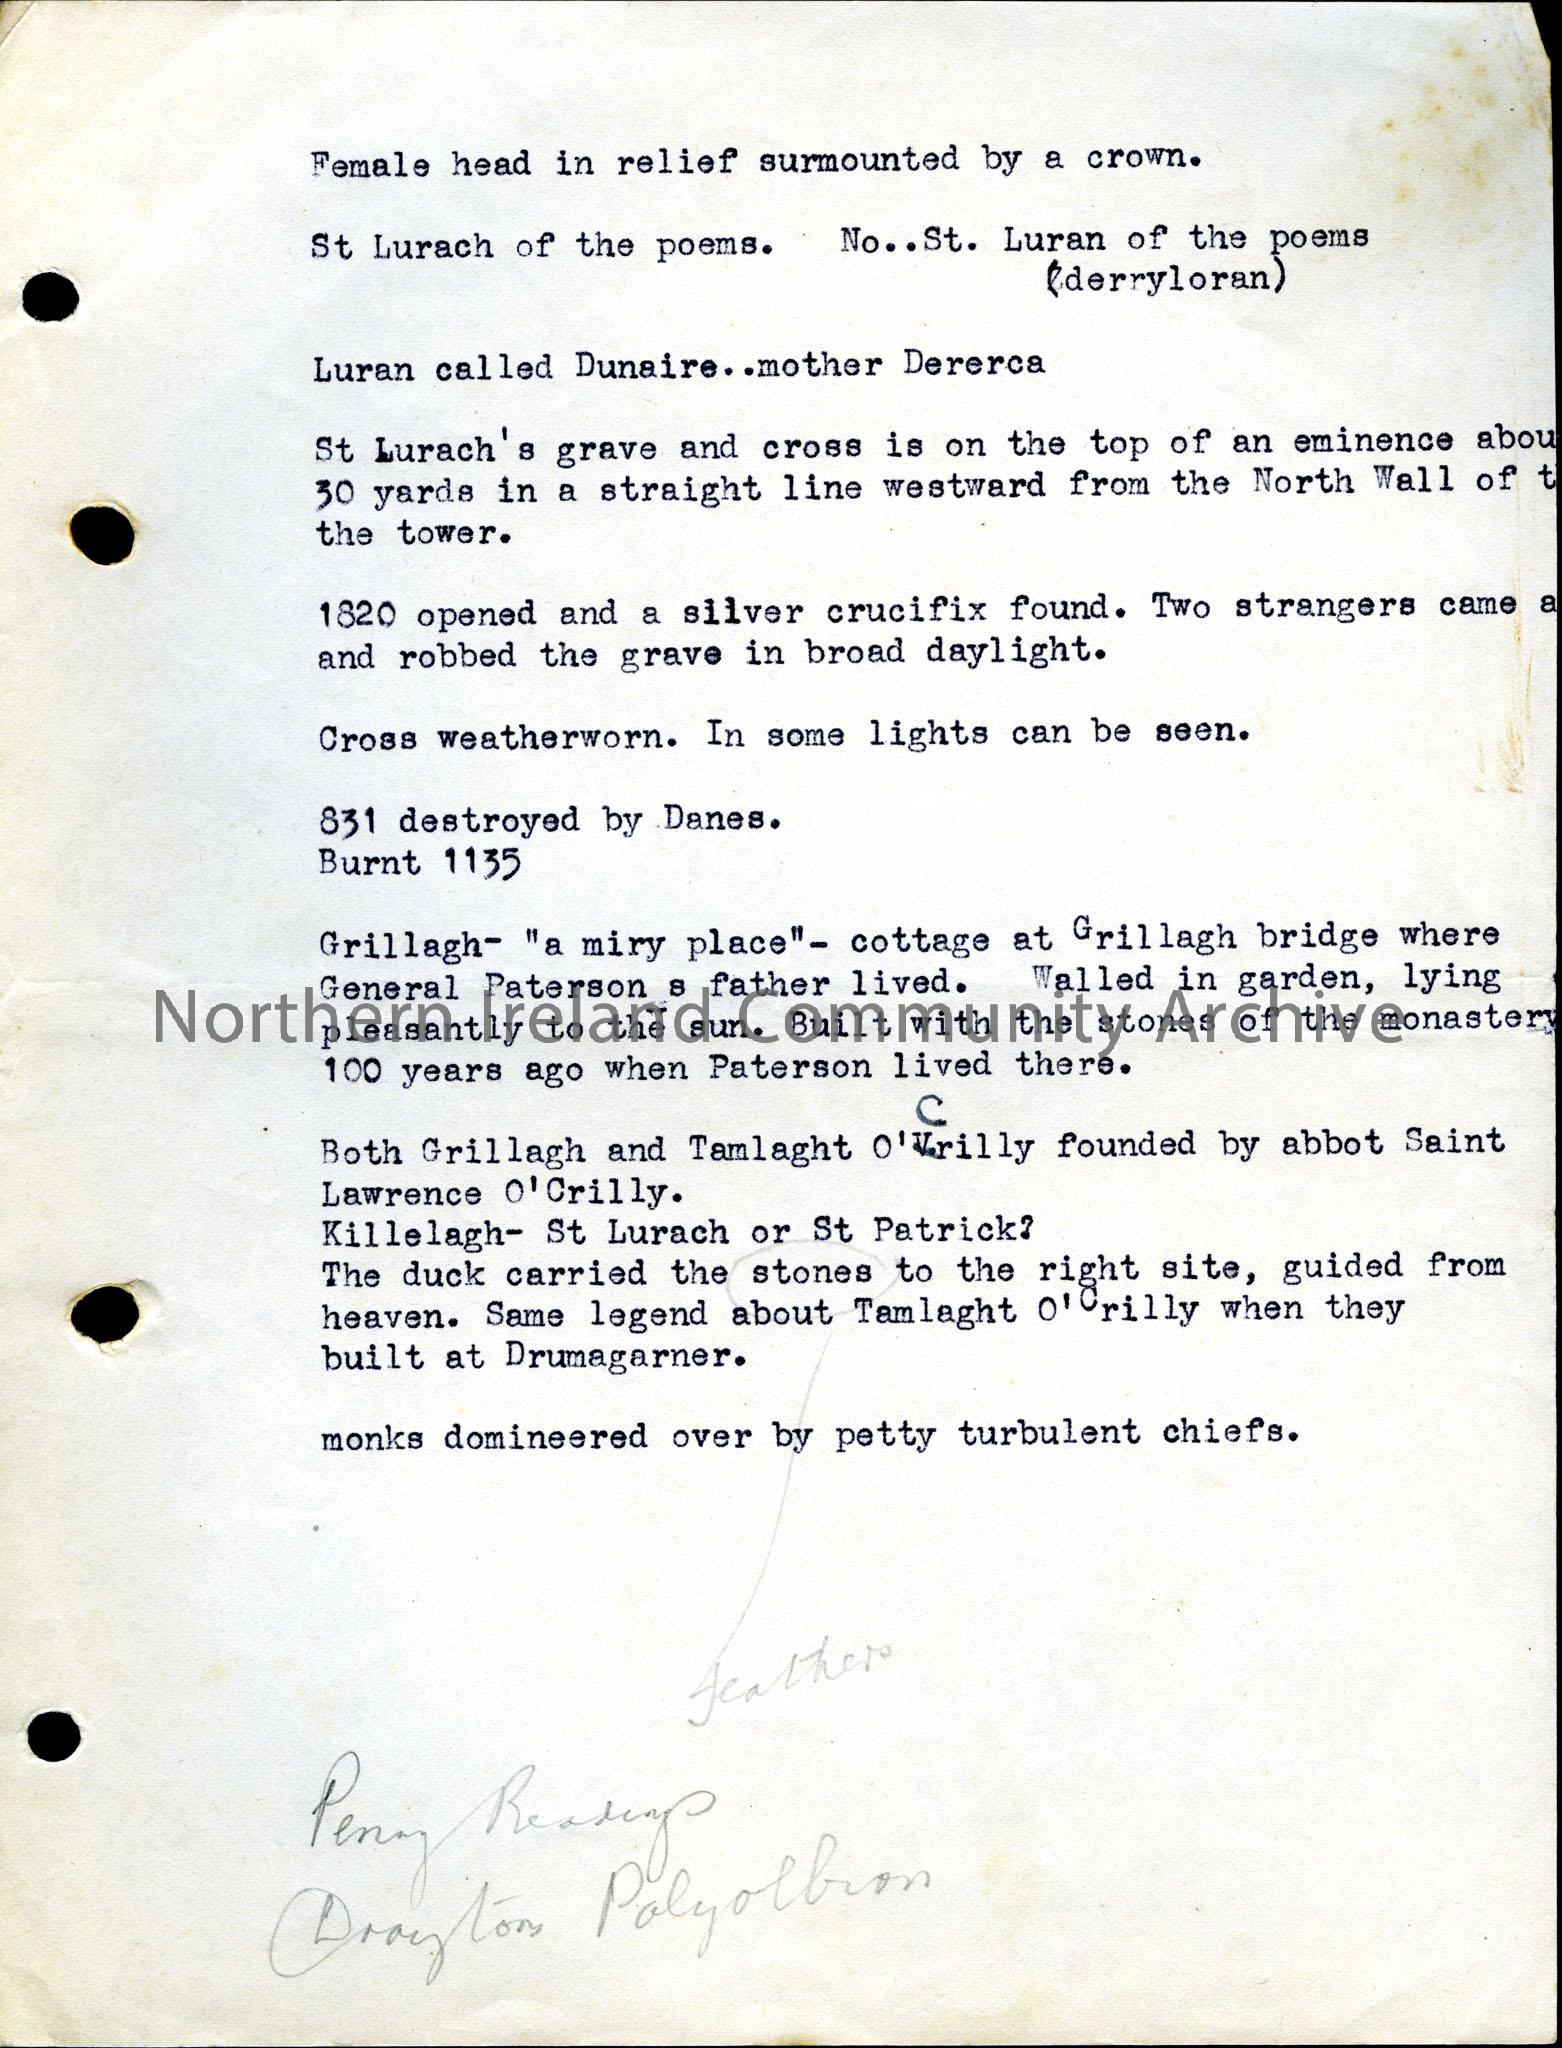 Female head in relief surmounted by a crown.
St Lurach of the poems. No..St. Luran of the poems
(derryloran)
Luran called Dunaire..mother Dererca
St Lurach's grave and cross is on the top of an eminence abou
30 yards in a straight line westward from the North Wall of t
the tower.
1820 opened and a silver crucifix found. Two strangers came a
and robbed the grave in broad daylight.
Cross weatherworn. In some lights can be seen.
831 destroyed by Danes.
Burnt 1135
Grillagh- "a miry place"- cottage at Grillagh bridge where
General Paterson s father lived. Walled in garden, lying
Northern Ireland Community Archive
pleasantly to the sun. Built with the stones of the monastery
100 years ago when Paterson lived there.
Both Grillagh and Tamlaght O'Crilly founded by abbot Saint
Lawrence O'Crilly.
Killelagh- St Lurach or St Patrick?
The duck carried the stones to the right site, guided from
heaven. Same legend about Tamlaght O'Crilly when they
built at Drumagarner.
monks domineered over by petty turbulent chiefs.
feathers
Penny Readings
Draytons Polyolbion